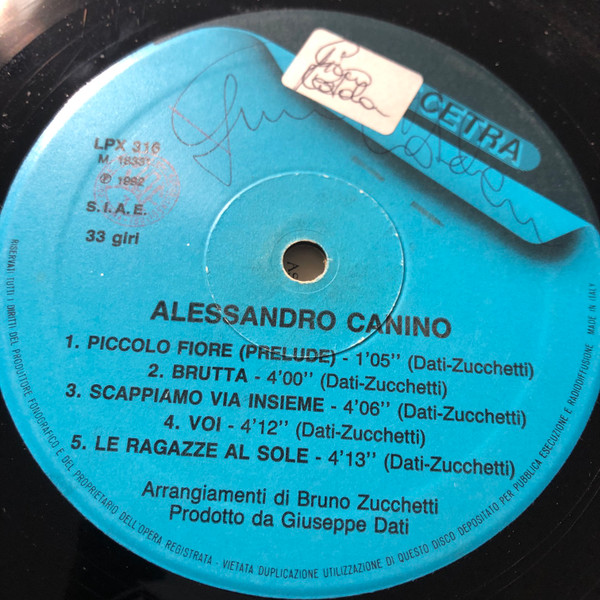 CETRA
LPX 316
℗ 1992
S.I.A.E.
33 giri
ALESSANDRO CANINO
1. PICCOLO FIORE (PRELUDE) - 1'05'' (Dati-Zucchetti)
2. BRUTTA - 4'00'' (Dati-Zucchetti)
3. SCAPPIAMO VIA INSIEME - 4'06'' (Dati-Zucchetti)
4. VOI - 4'12'' (Dati-Zucchetti)
5. LE RAGAZZE AL SOLE - 4'13'' (Dati-Zucchetti)
Arrangiamenti di Bruno Zucchetti
Prodotto da Giuseppe Dati
RISERVATI TUTTI I DIRITTI DEL PRODUTTORE FONOGRAFICO E DEL PROPRIETARIO DELL'OPERA REGISTRATA - VIETATA DUPLICAZIONE UTILIZZAZIONE DI QUESTO DISCO DEPOSITATO PER PUBBLICA ESECUZIONE E RADIODIFFUSIONE MADE IN ITALY